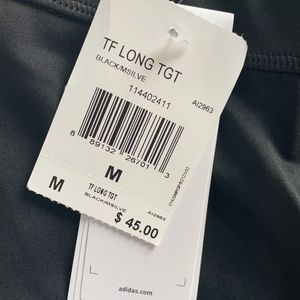 TF LONG TGT
BLACK/MSILVE
114402411
AI2963
8 89132 26701 3
M
M
TF LONG TGT
BLACK/MSILVE
AI2963
$ 45.00
adidas.com